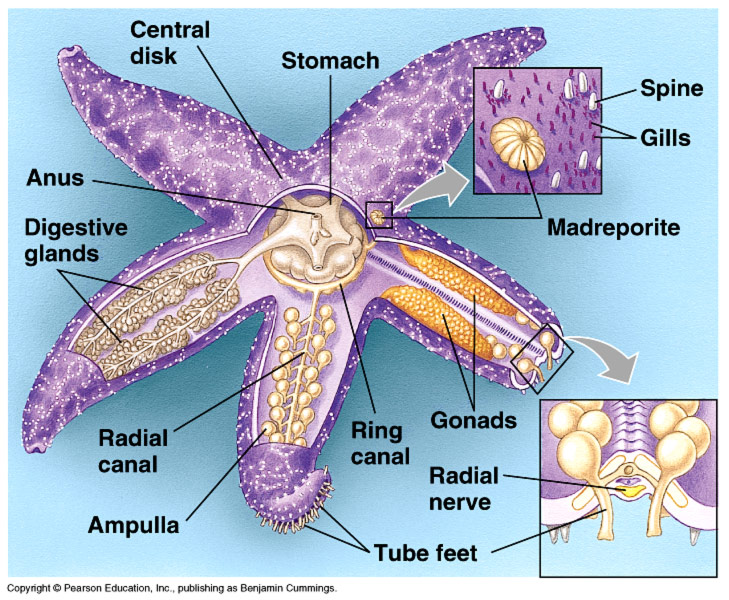 Central
disk
Stomach
Spine
Gills
Anus
Madreporite
Digestive
glands
Radial
canal
Ring
canal
Gonads
Radial
nerve
Ampulla
Tube feet
Copyright © Pearson Education, Inc., publishing as Benjamin Cummings.